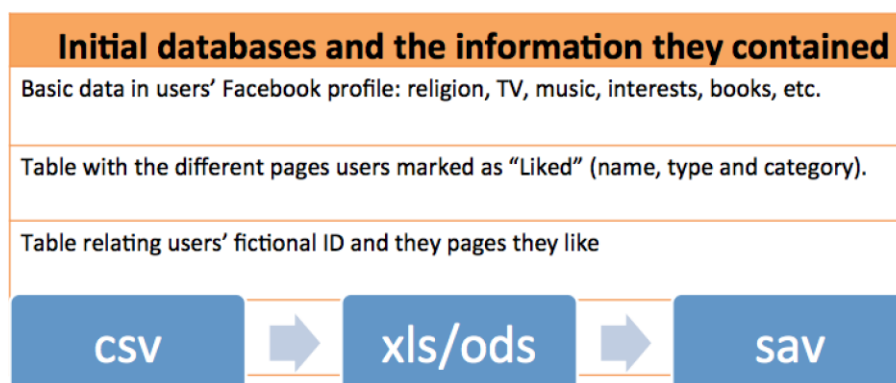 Initial databases and the information they contained
Basic data in users’ Facebook profile: religion, TV, music, interests, books, etc.
Table with the different pages users marked as “Liked” (name, type and category).
Table relating users’ fictional ID and they pages they like
csv xls/ods sav